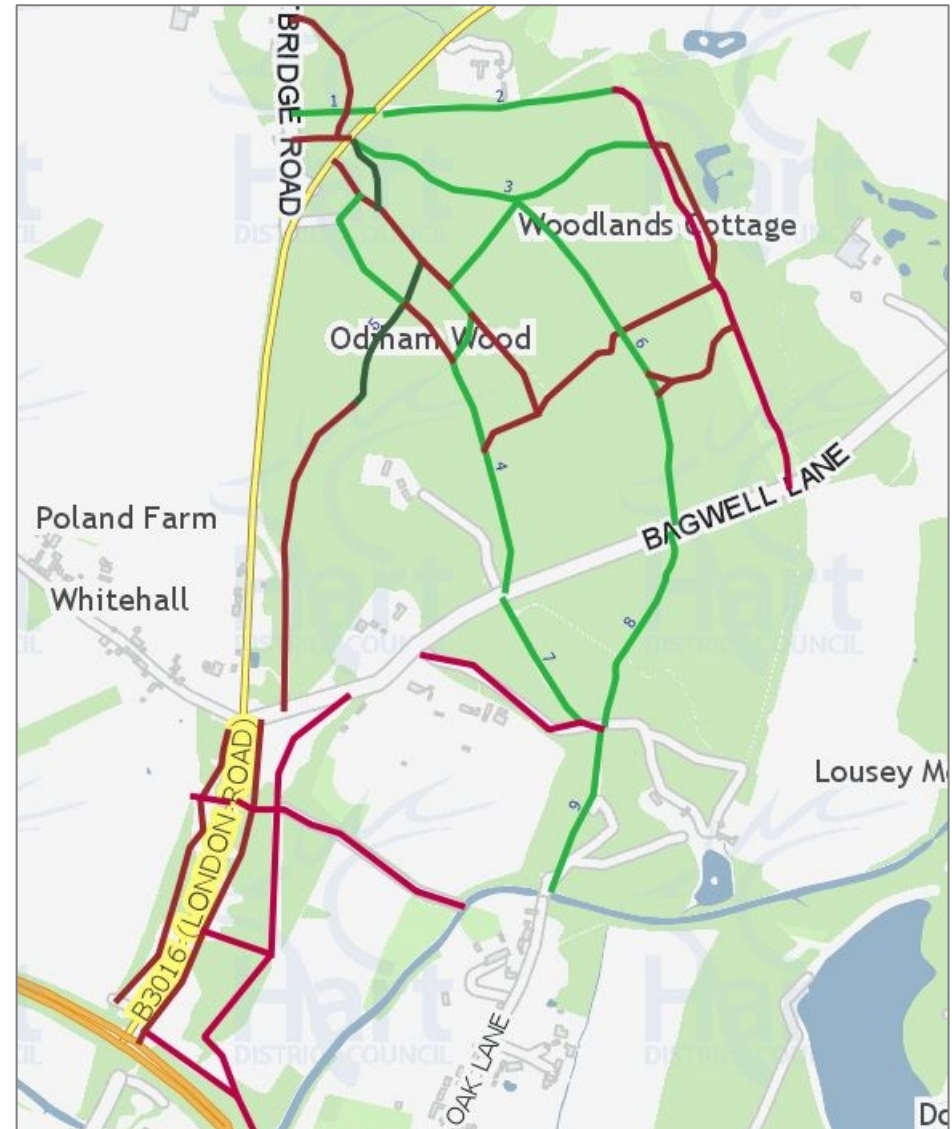 BRIDGE ROAD
1
2
3
Woodlands Cottage
5
Odiham Wood
6
4
BAGWELL LANE
Poland Farm
Whitehall
Hart
DISTRICT COUNCIL
8
7
B3016 (LONDON ROAD)
Lousey M
9
OAK LANE
Do